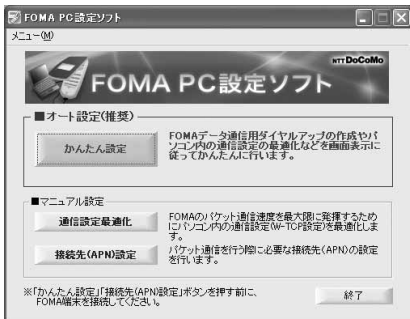 FOMA PC設定ソフト
メニュー(M)
NTT DoCoMo
FOMA PC設定ソフト
■オート設定(推奨)
かんたん設定
FOMAデータ通信用ダイヤルアップの作成やパ
ソコン内の通信設定の最適化などを画面表示に
従ってかんたんに行います。
■マニュアル設定
通信設定最適化
FOMAのパケット通信速度を最大限に発揮するため
にパソコン内の通信設定(W-TCP設定)を最適化しま
す。
接続先(APN)設定
パケット通信を行う際に必要な接続先(APN)の設定
を行います。
※「かんたん設定」「接続先(APN)設定」ボタンを押す前に、
FOMA端末を接続してください。
終了